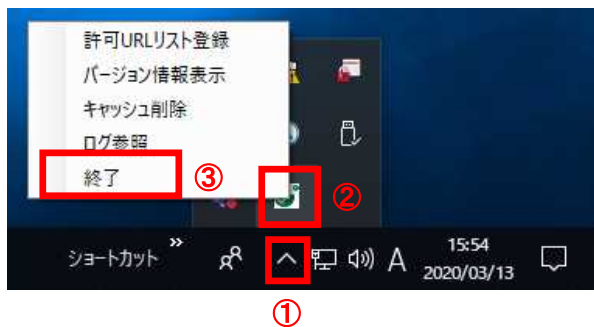 許可URLリスト登録
バージョン情報表示
キャッシュ削除
ログ参照
終了
③
②
ショートカット
»
A
15:54
2020/03/13
①